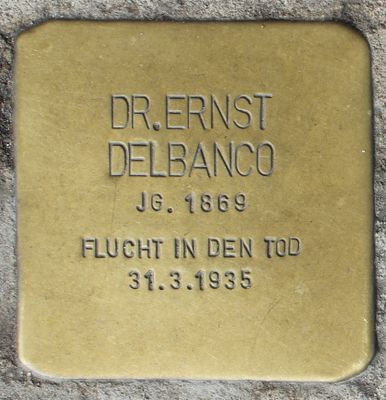 DR.ERNST
DELBANCO
JG. 1869
FLUCHT IN DEN TOD
31.3.1935